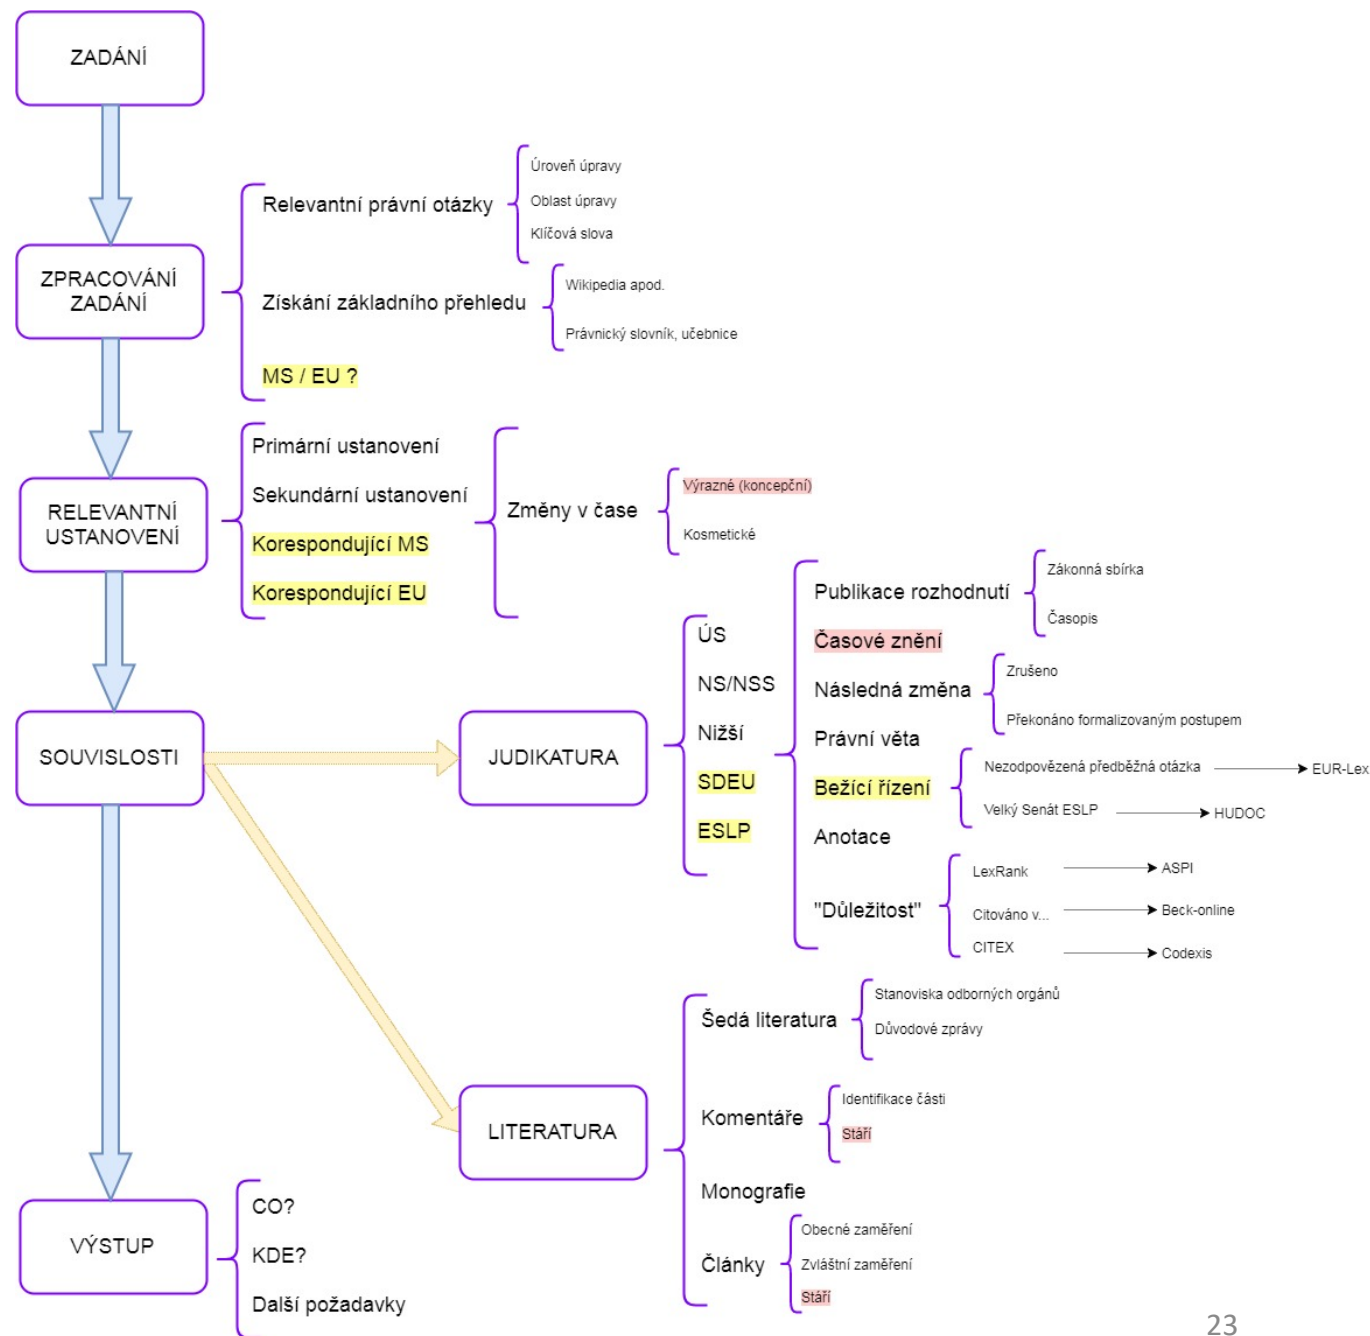 ZADÁNÍ
ZPRACOVÁNÍ
ZADÁNÍ
Relevantní právní otázky
Úroveň úpravy
Oblast úpravy
Klíčová slova
Získání základního přehledu
Wikipedia apod.
Právnický slovník, učebnice
MS / EU ?
RELEVANTNÍ
USTANOVENÍ
Primární ustanovení
Sekundární ustanovení
Korespondující MS
Korespondující EU
Změny v čase
Výrazné (koncepční)
Kosmetické
SOUVISLOSTI
JUDIKATURA
ÚS
NS/NSS
Nižší
SDEU
ESLP
Publikace rozhodnutí
Zákonná sbírka
Časopis
Časové znění
Následná změna
Zrušeno
Překonáno formalizovaným postupem
Právní věta
Bežící řízení
Nezodpovězená předběžná otázka
EUR-Lex
Velký Senát ESLP
HUDOC
Anotace
"Důležitost"
LexRank
ASPI
Citováno v...
Beck-online
CITEX
Codexis
LITERATURA
Šedá literatura
Stanoviska odborných orgánů
Důvodové zprávy
Komentáře
Identifikace části
Stáří
Monografie
Články
Obecné zaměření
Zvláštní zaměření
Stáří
VÝSTUP
CO?
KDE?
Další požadavky
23